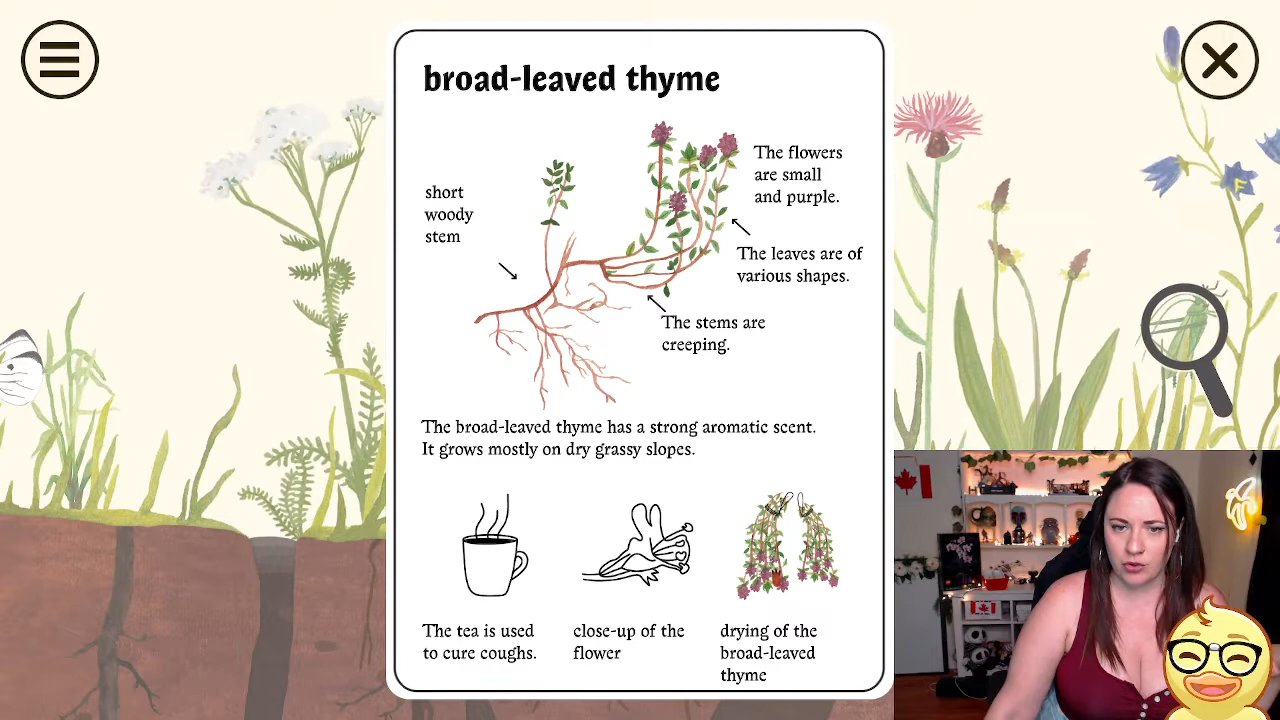 broad-leaved thyme
short
woody
stem
The flowers
are small
and purple.
The leaves are of
various shapes.
The stems are
creeping.
The broad-leaved thyme has a strong aromatic scent.
It grows mostly on dry grassy slopes.
The tea is used
to cure coughs.
close-up of the
flower
drying of the
broad-leaved
thyme
F